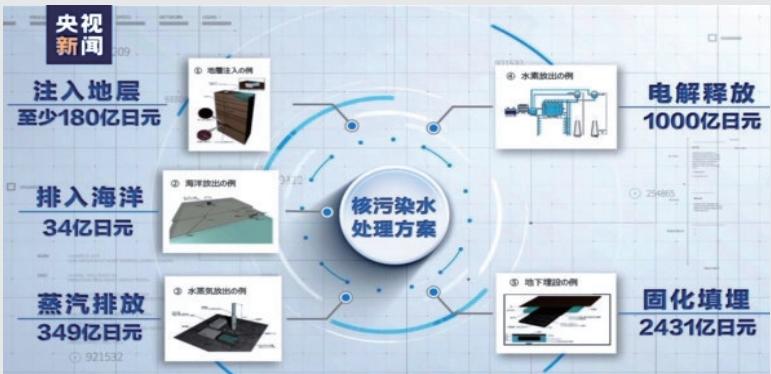 央视
新闻
注入地层
至少180亿日元
① 地層注入の例
排入海洋
34亿日元
② 海洋放出の例
蒸汽排放
349亿日元
③ 水蒸気放出の例
核污染水
处理方案
④ 水素放出の例
电解释放
1000亿日元
⑤ 地下埋設の例
固化填埋
2431亿日元
921532
254865
921532